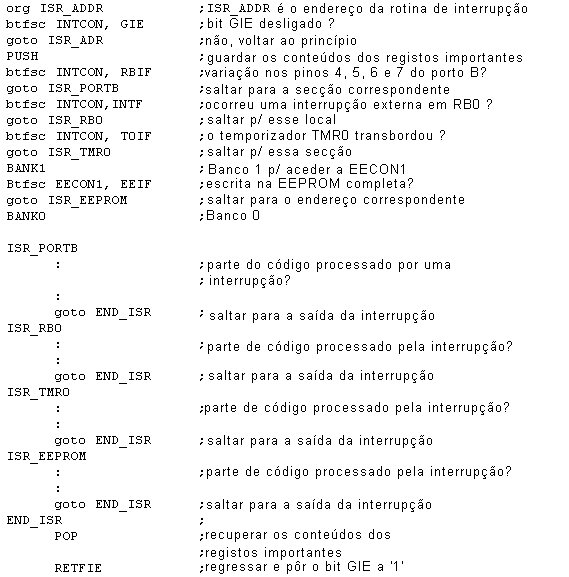 org ISR_ADDR ;ISR_ADDR é o endereço da rotina de interrupção
btfsc INTCON, GIE ;bit GIE desligado ?
goto ISR_ADR ;não, voltar ao princípio
PUSH ;guardar os conteúdos dos registos importantes
btfsc INTCON, RBIF ;variação nos pinos 4, 5, 6 e 7 do porto B?
goto ISR_PORTB ;saltar para a secção correspondente
btfsc INTCON,INTF ;ocorreu uma interrupção externa em RB0 ?
goto ISR_RB0 ;saltar p/ esse local
btfsc INTCON, TOIF ;o temporizador TMR0 transbordou ?
goto ISR_TMR0 ;saltar p/ essa secção
BANK1 ;Banco 1 p/ aceder a EECON1
Btfsc EECON1, EEIF ;escrita na EEPROM completa?
goto ISR_EEPROM ;saltar para o endereço correspondente
BANK0 ;Banco 0
ISR_PORTB
: ;parte do código processado por uma
; interrupção?
:
goto END_ISR ; saltar para a saída da interrupção
ISR_RB0
: ;parte de código processado pela interrupção?
:
goto END_ISR ;saltar para a saída da interrupção
ISR_TMR0
: ;parte de código processado pela interrupção?
:
goto END_ISR ;saltar para a saída da interrupção
ISR_EEPROM
: ;parte de código processado pela interrupção?
:
goto END_ISR ;saltar para a saída da interrupção
END_ISR ;
POP ;recuperar os conteúdos dos
;registos importantes
RETFIE ;regressar e pôr o bit GIE a '1'